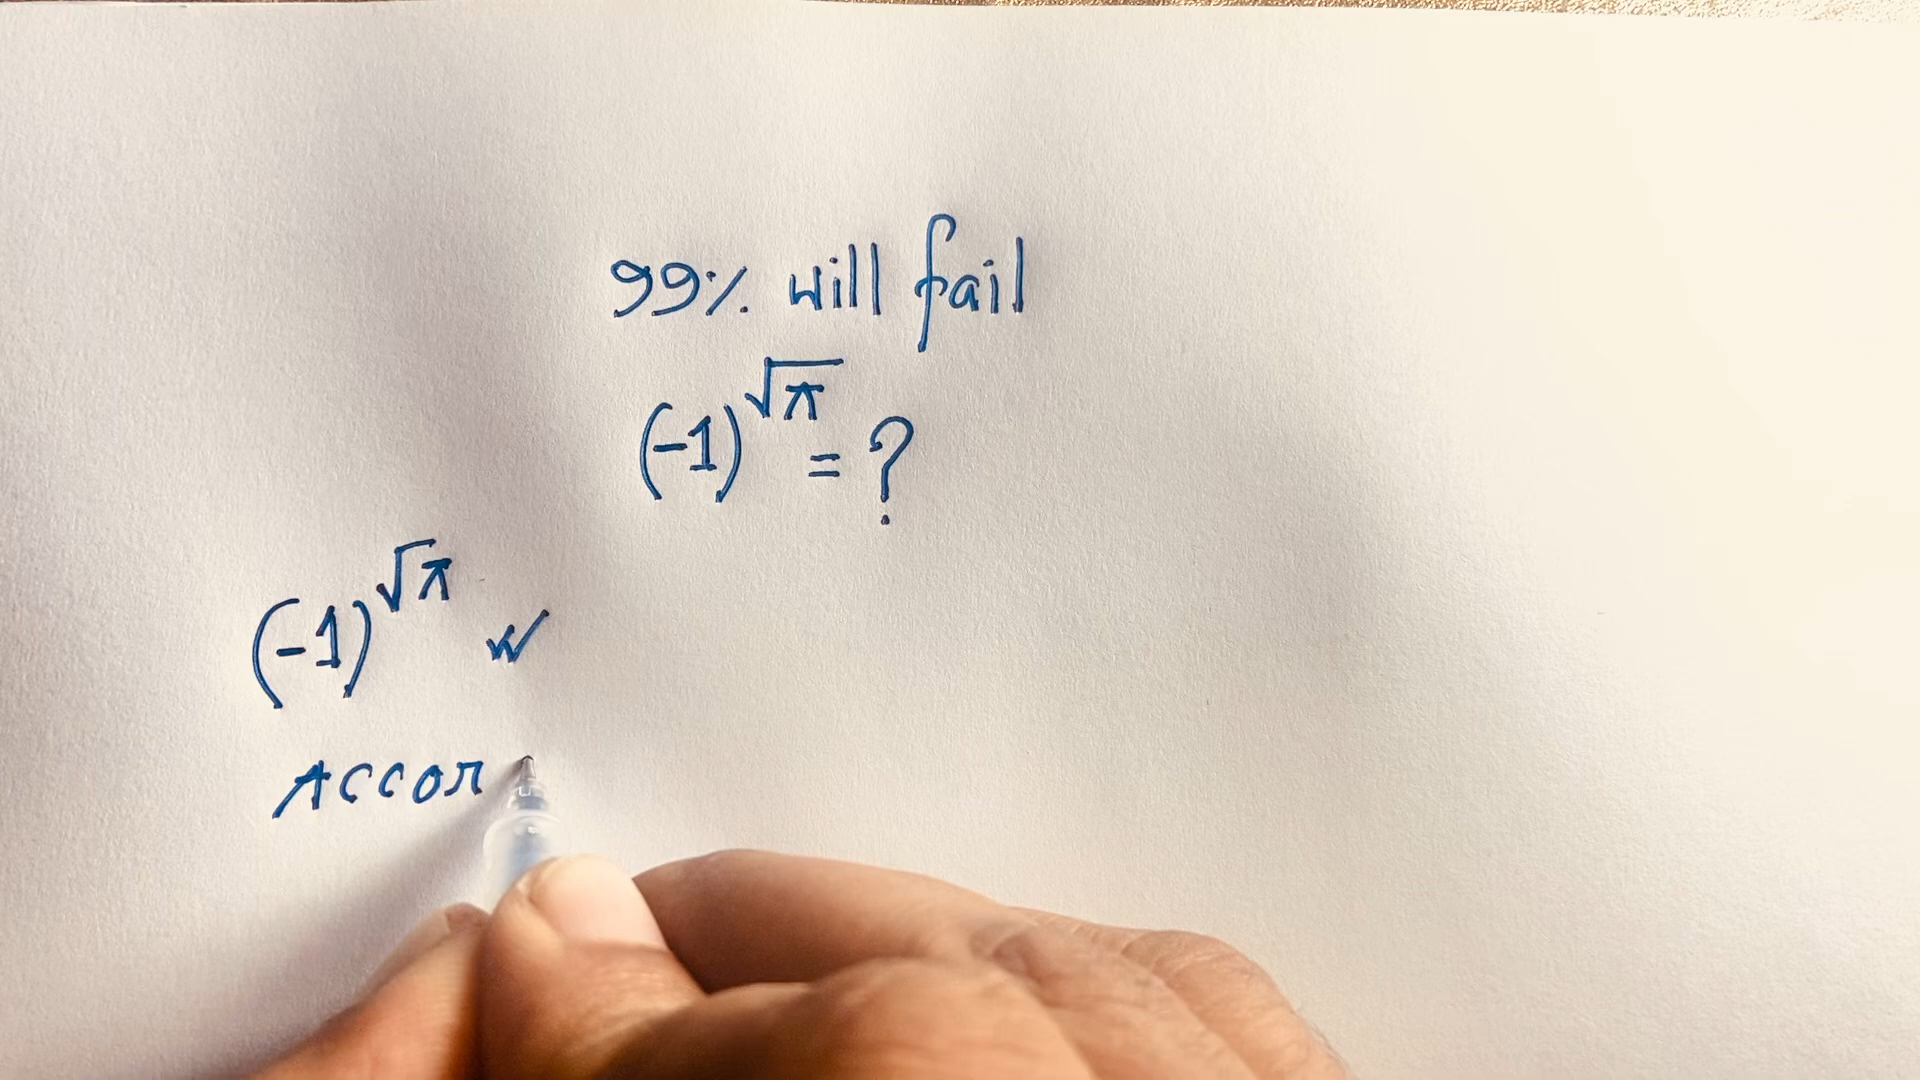 99% will fail
(-1)^√π = ?
(-1)^√π
Accor